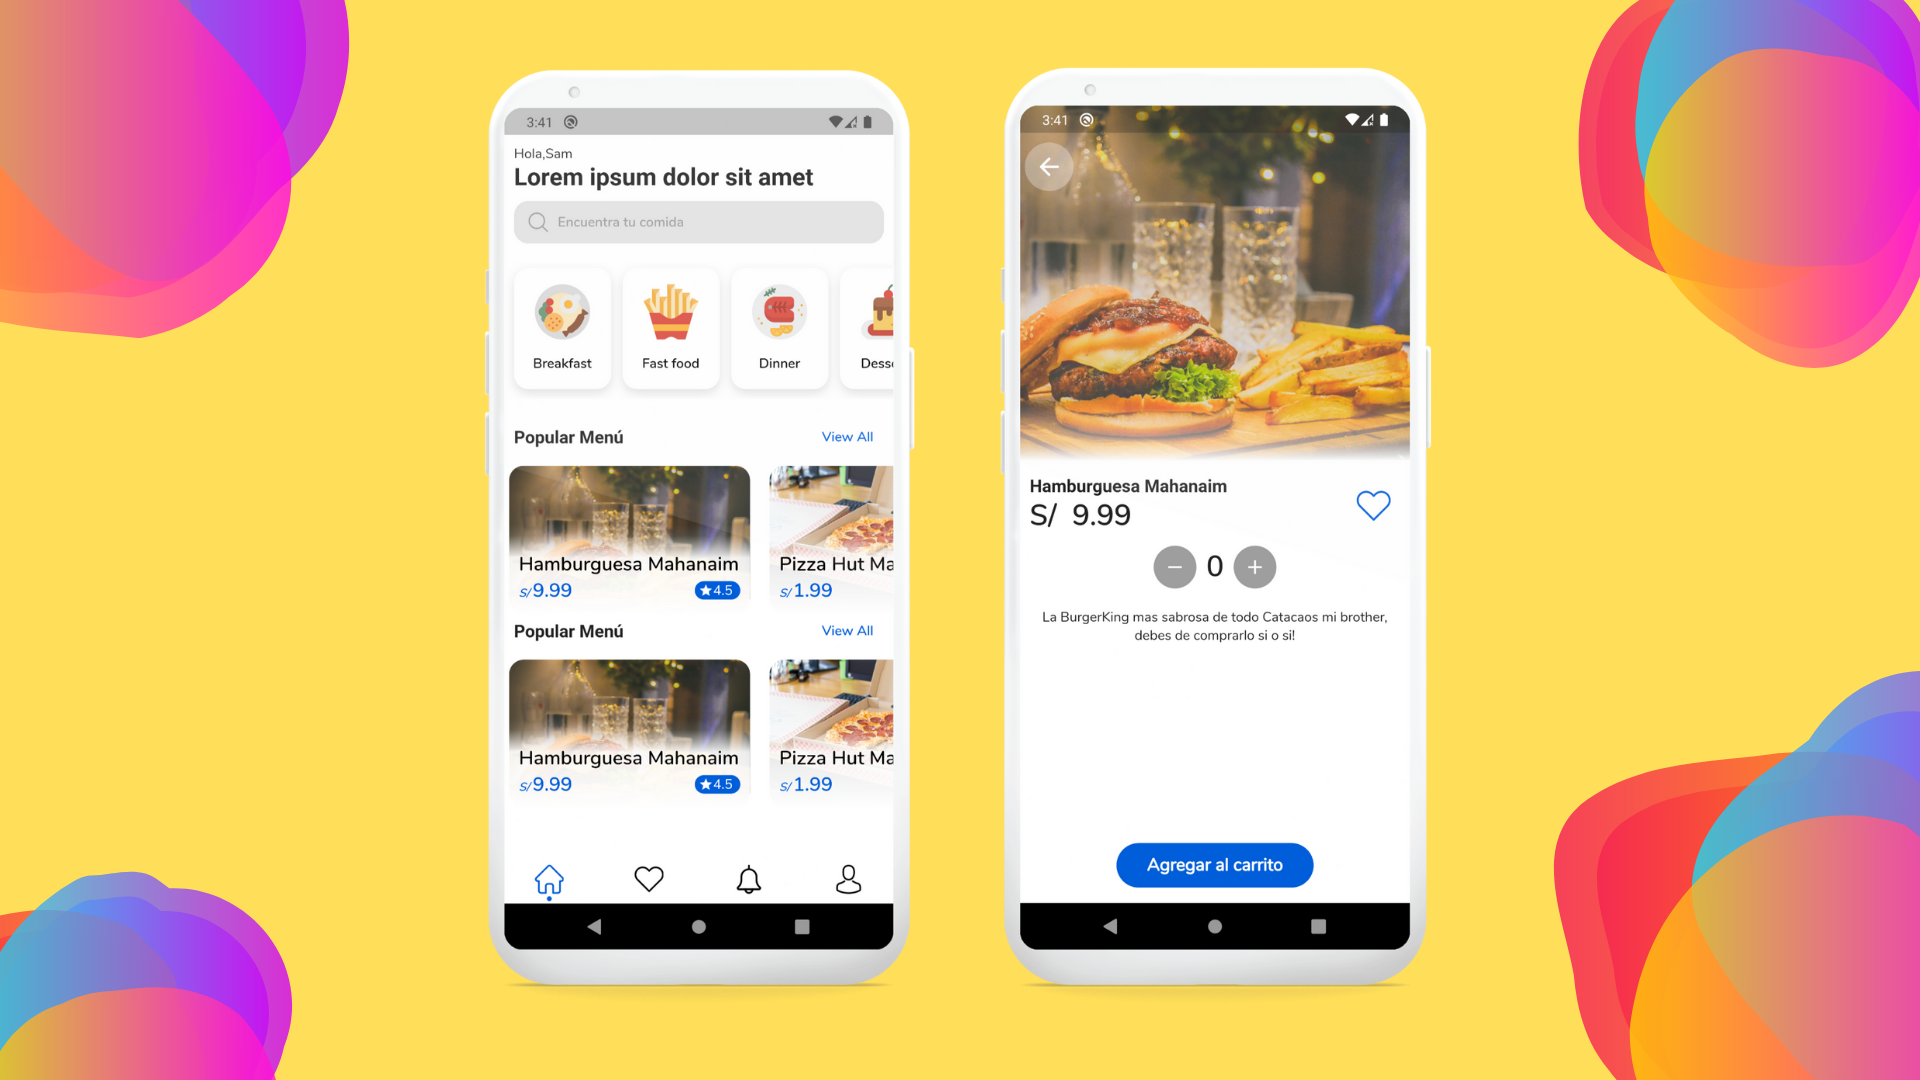 3:41
Hola,Sam
Lorem ipsum dolor sit amet
Encuentra tu comida
Breakfast
Fast food
Dinner
Popular Menú
View All
Hamburguesa Mahanaim
S/9.99
4.5
Pizza Hut
S/1.99
Popular Menú
View All
Hamburguesa Mahanaim
S/9.99
4.5
Pizza Hut
S/1.99
3:41
Hamburguesa Mahanaim
S/ 9.99
0
La BurgerKing mas sabrosa de todo Catacaos mi brother,
debes de comprarlo si o si!
Agregar al carrito